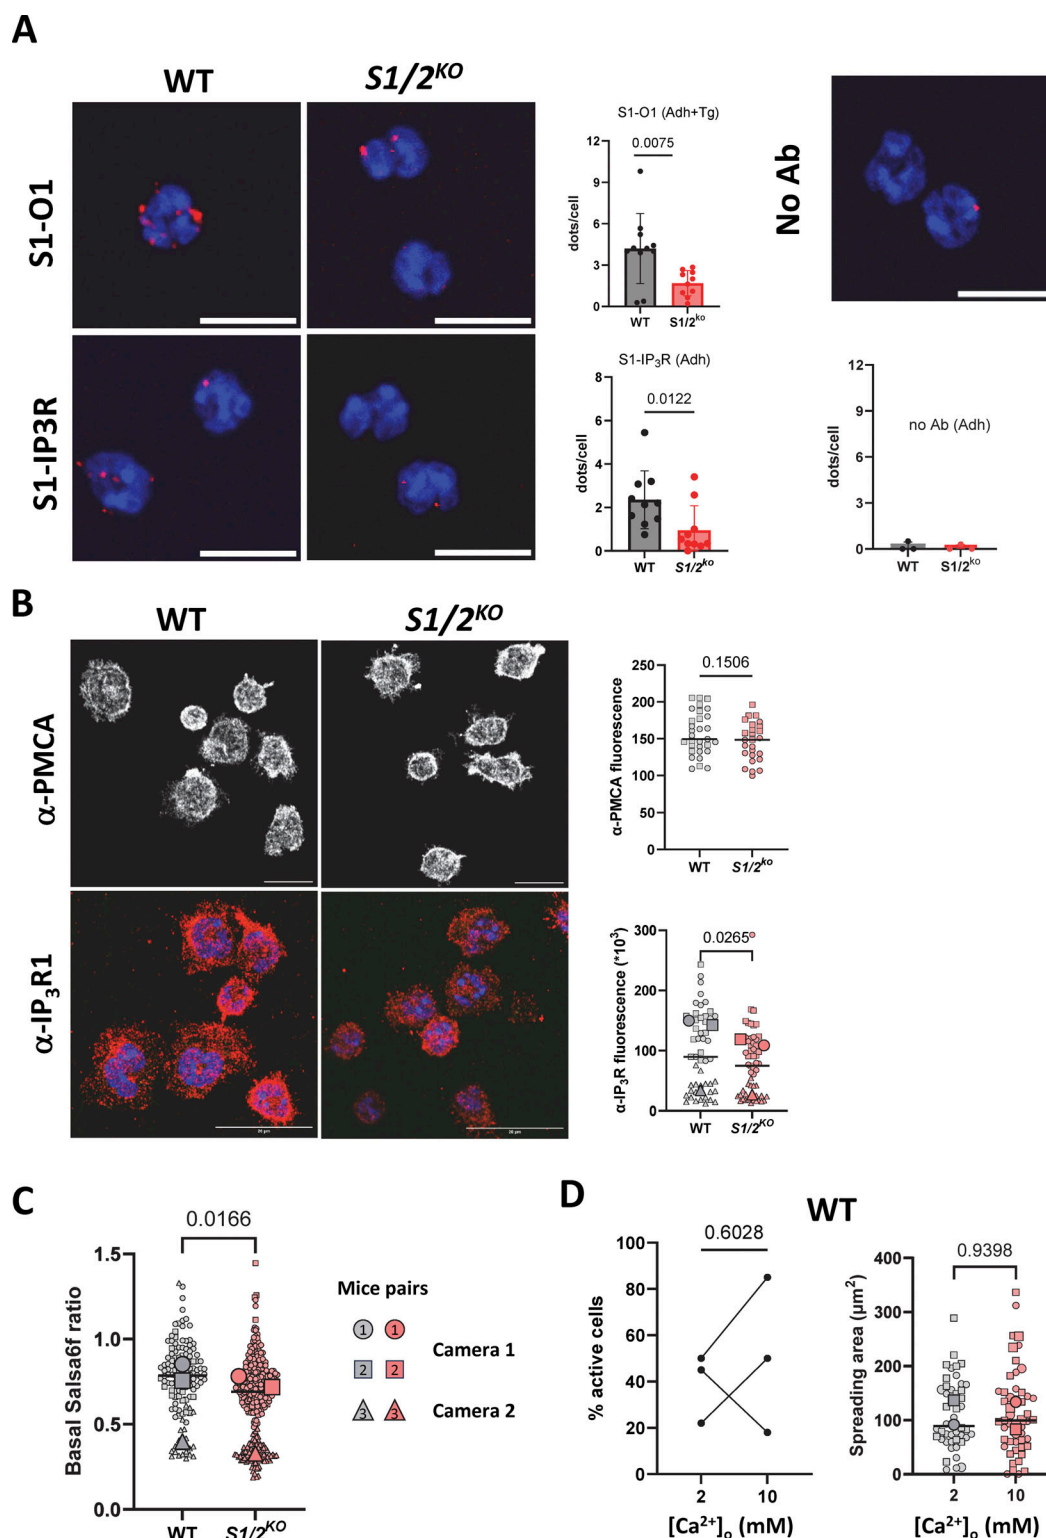 A
WT
S1/2ᴷᴼ
S1-O1
S1-IP3R
S1-O1 (Adh+Tg)
0.0075
dots/cell
12
9
6
3
0
WT
S1/2ᵏᵒ
No Ab
S1-IP₃R (Adh)
0.0122
dots/cell
8
6
4
2
0
WT
S1/2ᵏᵒ
no Ab (Adh)
dots/cell
12
9
6
3
0
WT
S1/2ᵏᵒ
B
WT
S1/2ᴷᴼ
α-PMCA
α-IP₃R1
0.1506
α-PMCA fluorescence
250
200
150
100
50
0
WT
S1/2ᵏᵒ
0.0265
α-IP₃R fluorescence (*10³)
300
200
100
0
WT
S1/2ᴷᴼ
C
0.0166
Basal Salsa6f ratio
1.5
1.0
0.5
0.0
WT
S1/2ᴷᴼ
Mice pairs
1 1
Camera 1
2 2
3 3
Camera 2
D
WT
0.6028
% active cells
100
80
60
40
20
0
2 10
[Ca²⁺]ₒ (mM)
0.9398
Spreading area (µm²)
400
300
200
100
0
2 10
[Ca²⁺]ₒ (mM)